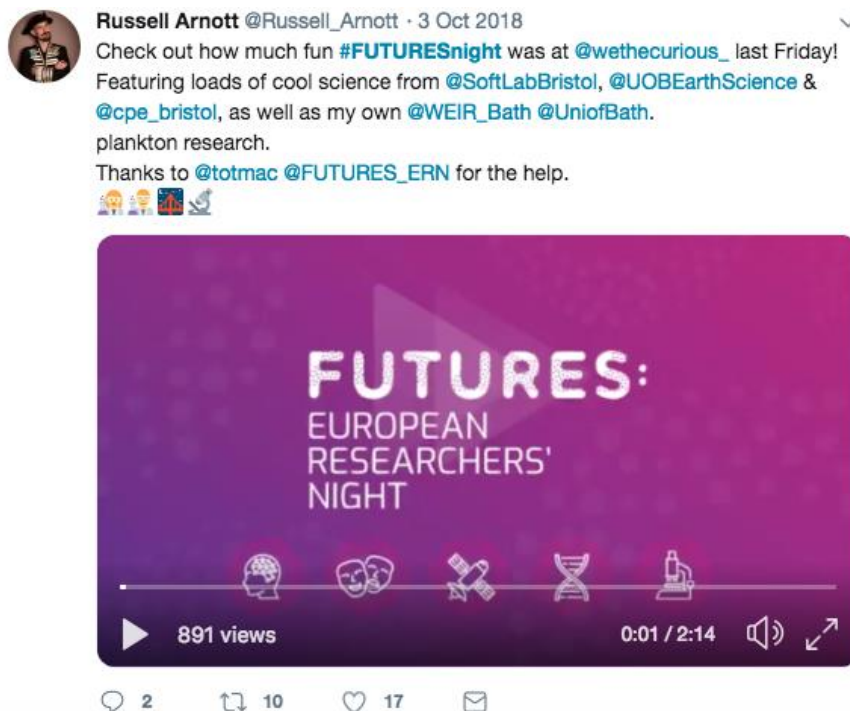 Russell Arnott @Russell_Arnott · 3 Oct 2018
Check out how much fun #FUTURESnight was at @wethecurious_ last Friday!
Featuring loads of cool science from @SoftLabBristol, @UOBEarthScience &
@cpe_bristol, as well as my own @WEIR_Bath @UniofBath.
plankton research.
Thanks to @totmac @FUTURES_ERN for the help.
FUTURES:
EUROPEAN
RESEARCHERS'
NIGHT
891 views 0:01 / 2:14
2 10 17